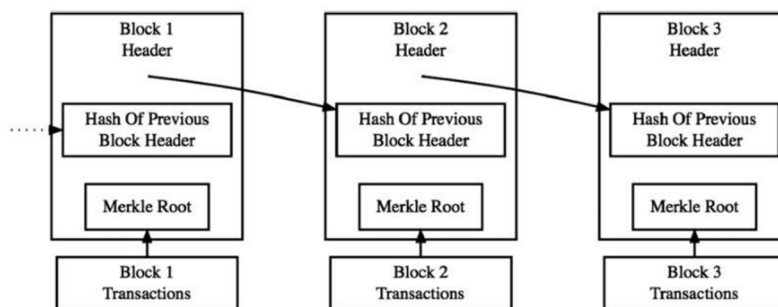 Block 1
Header
Hash Of Previous
Block Header
Merkle Root
Block 1
Transactions
Block 2
Header
Hash Of Previous
Block Header
Merkle Root
Block 2
Transactions
Block 3
Header
Hash Of Previous
Block Header
Merkle Root
Block 3
Transactions